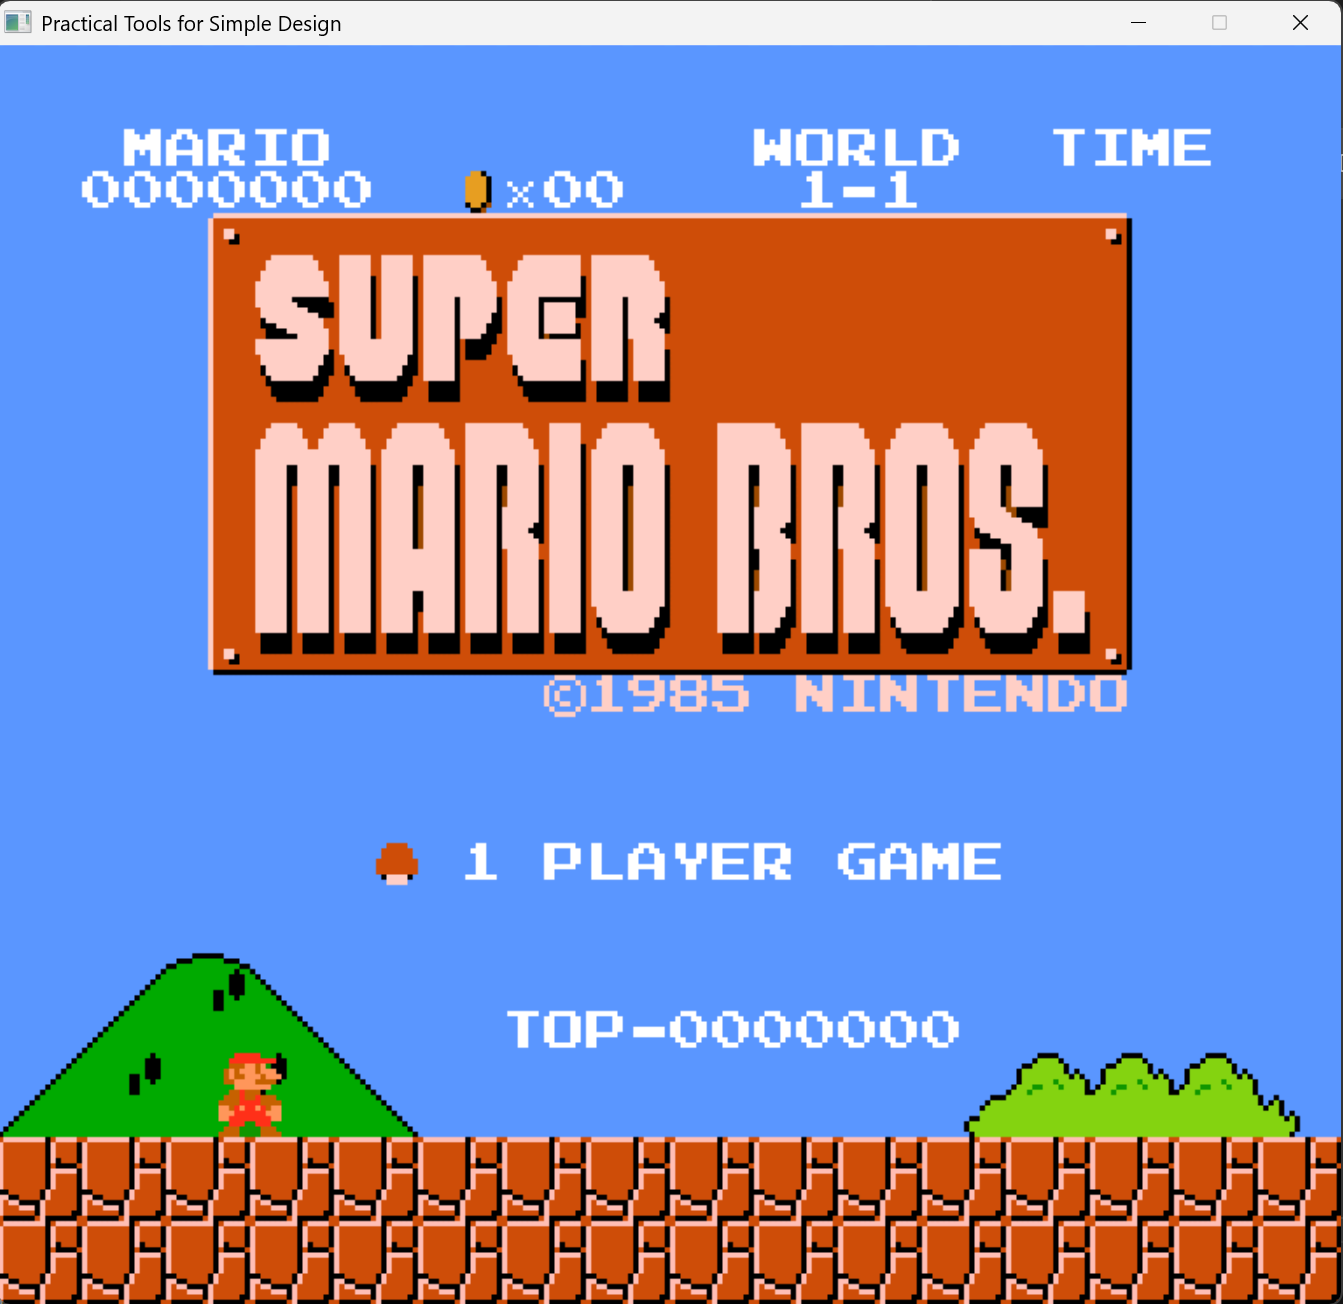 Practical Tools for Simple Design
MARIO WORLD TIME
0000000 ×00 1-1
SUPER
MARIO BROS.
©1985 NINTENDO
1 PLAYER GAME
TOP-0000000